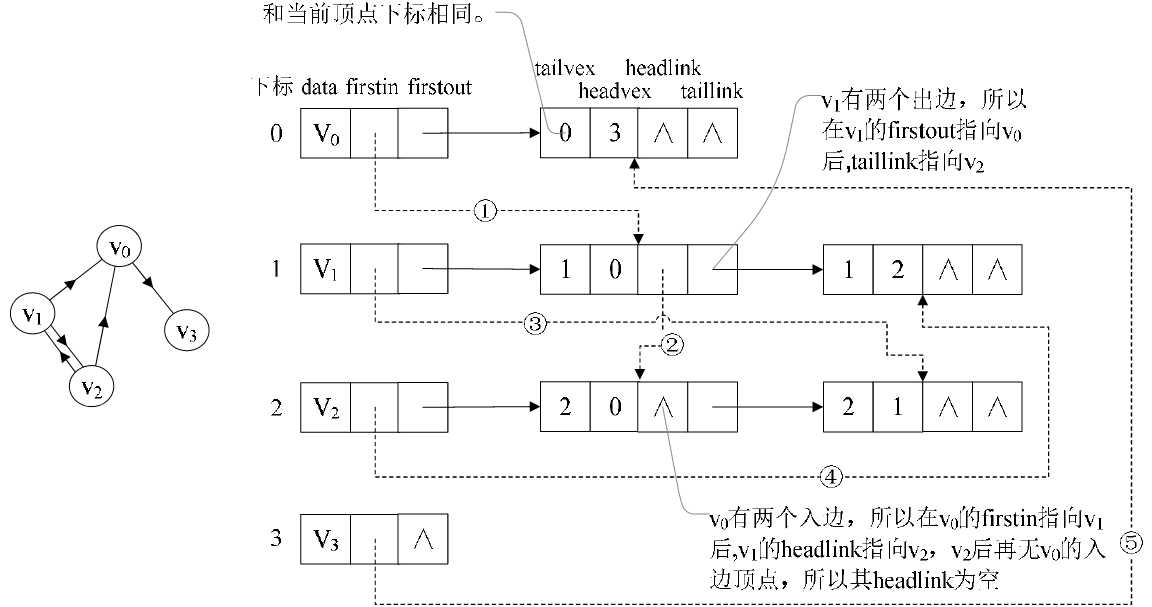 和当前顶点下标相同。
下标 data firstin firstout
tailvex headlink
headvex taillink
0 V0 0 3 ∧ ∧
v1有两个出边，所以
在v1的firstout指向v0
后,taillink指向v2
①
1 V1 1 0 1 2 ∧ ∧
③
②
2 V2 2 0 ∧ 2 1 ∧ ∧
④
3 V3 ∧
v0有两个入边，所以在v0的firstin指向v1
后,v1的headlink指向v2，v2后再无v0的入
边顶点，所以其headlink为空
⑤
v0
v1
v3
v2